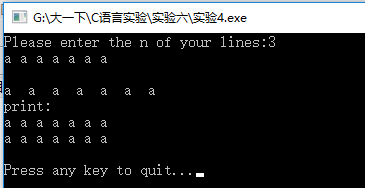 G:\大一下\C语言实验\实验六\实验4.exe
Please enter the n of your lines:3
a a a a a a a
a  a  a  a  a  a  a
print:
a a a a a a a
a a a a a a a
Press any key to quit...